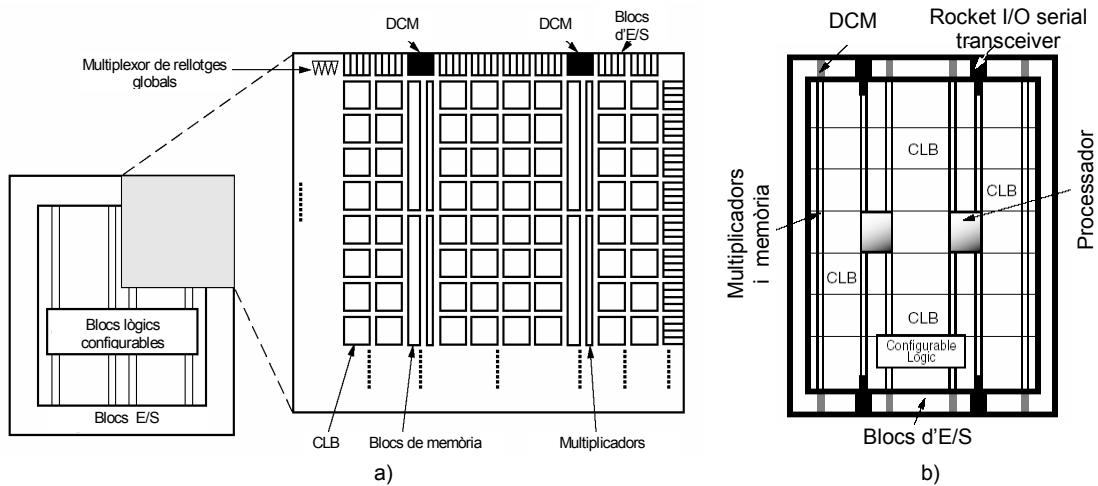 DCM
DCM
Blocs
d'E/S
Multiplexor de rellotges
globals
Blocs lògics
configurables
Blocs E/S
CLB
Blocs de memòria
Multiplicadors
a)
DCM
Rocket I/O serial
transceiver
Multiplicadors
i memòria
CLB
CLB
CLB
CLB
Configurable
Logic
Processador
Blocs d'E/S
b)